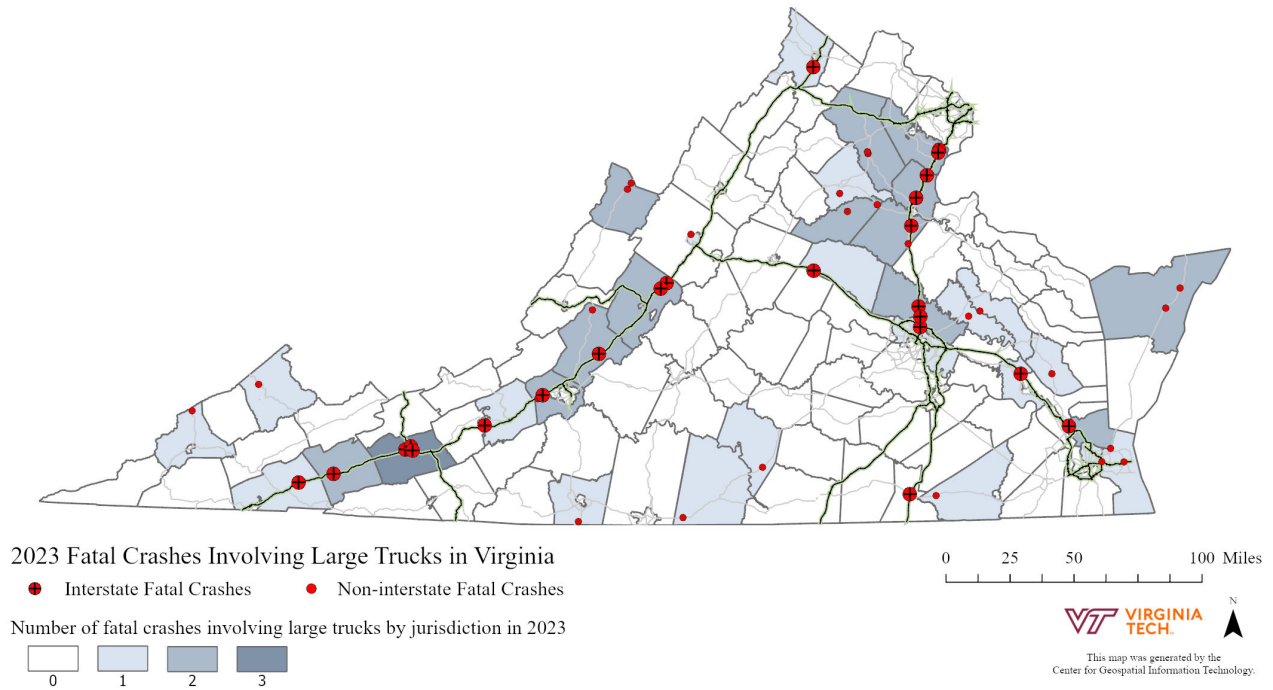 2023 Fatal Crashes Involving Large Trucks in Virginia
Interstate Fatal Crashes
Non-interstate Fatal Crashes
Number of fatal crashes involving large trucks by jurisdiction in 2023
0 1 2 3
0 25 50 100 Miles
VT VIRGINIA
TECH™
N
This map was generated by the
Center for Geospatial Information Technology.